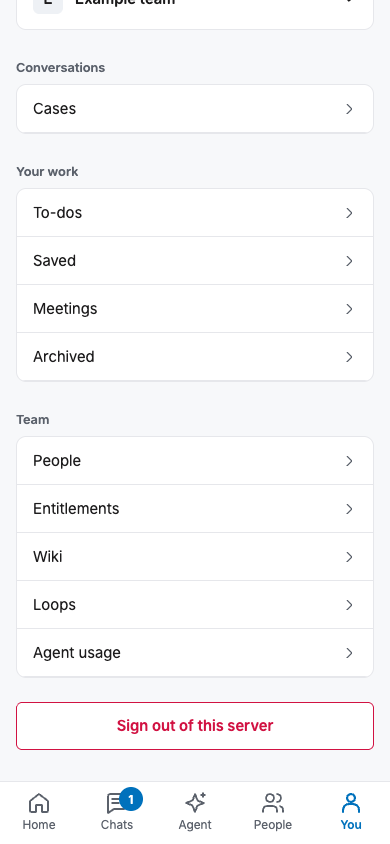 Example team
Conversations
Cases
Your work
To-dos
Saved
Meetings
Archived
Team
People
Entitlements
Wiki
Loops
Agent usage
Sign out of this server
1
Home
Chats
Agent
People
You